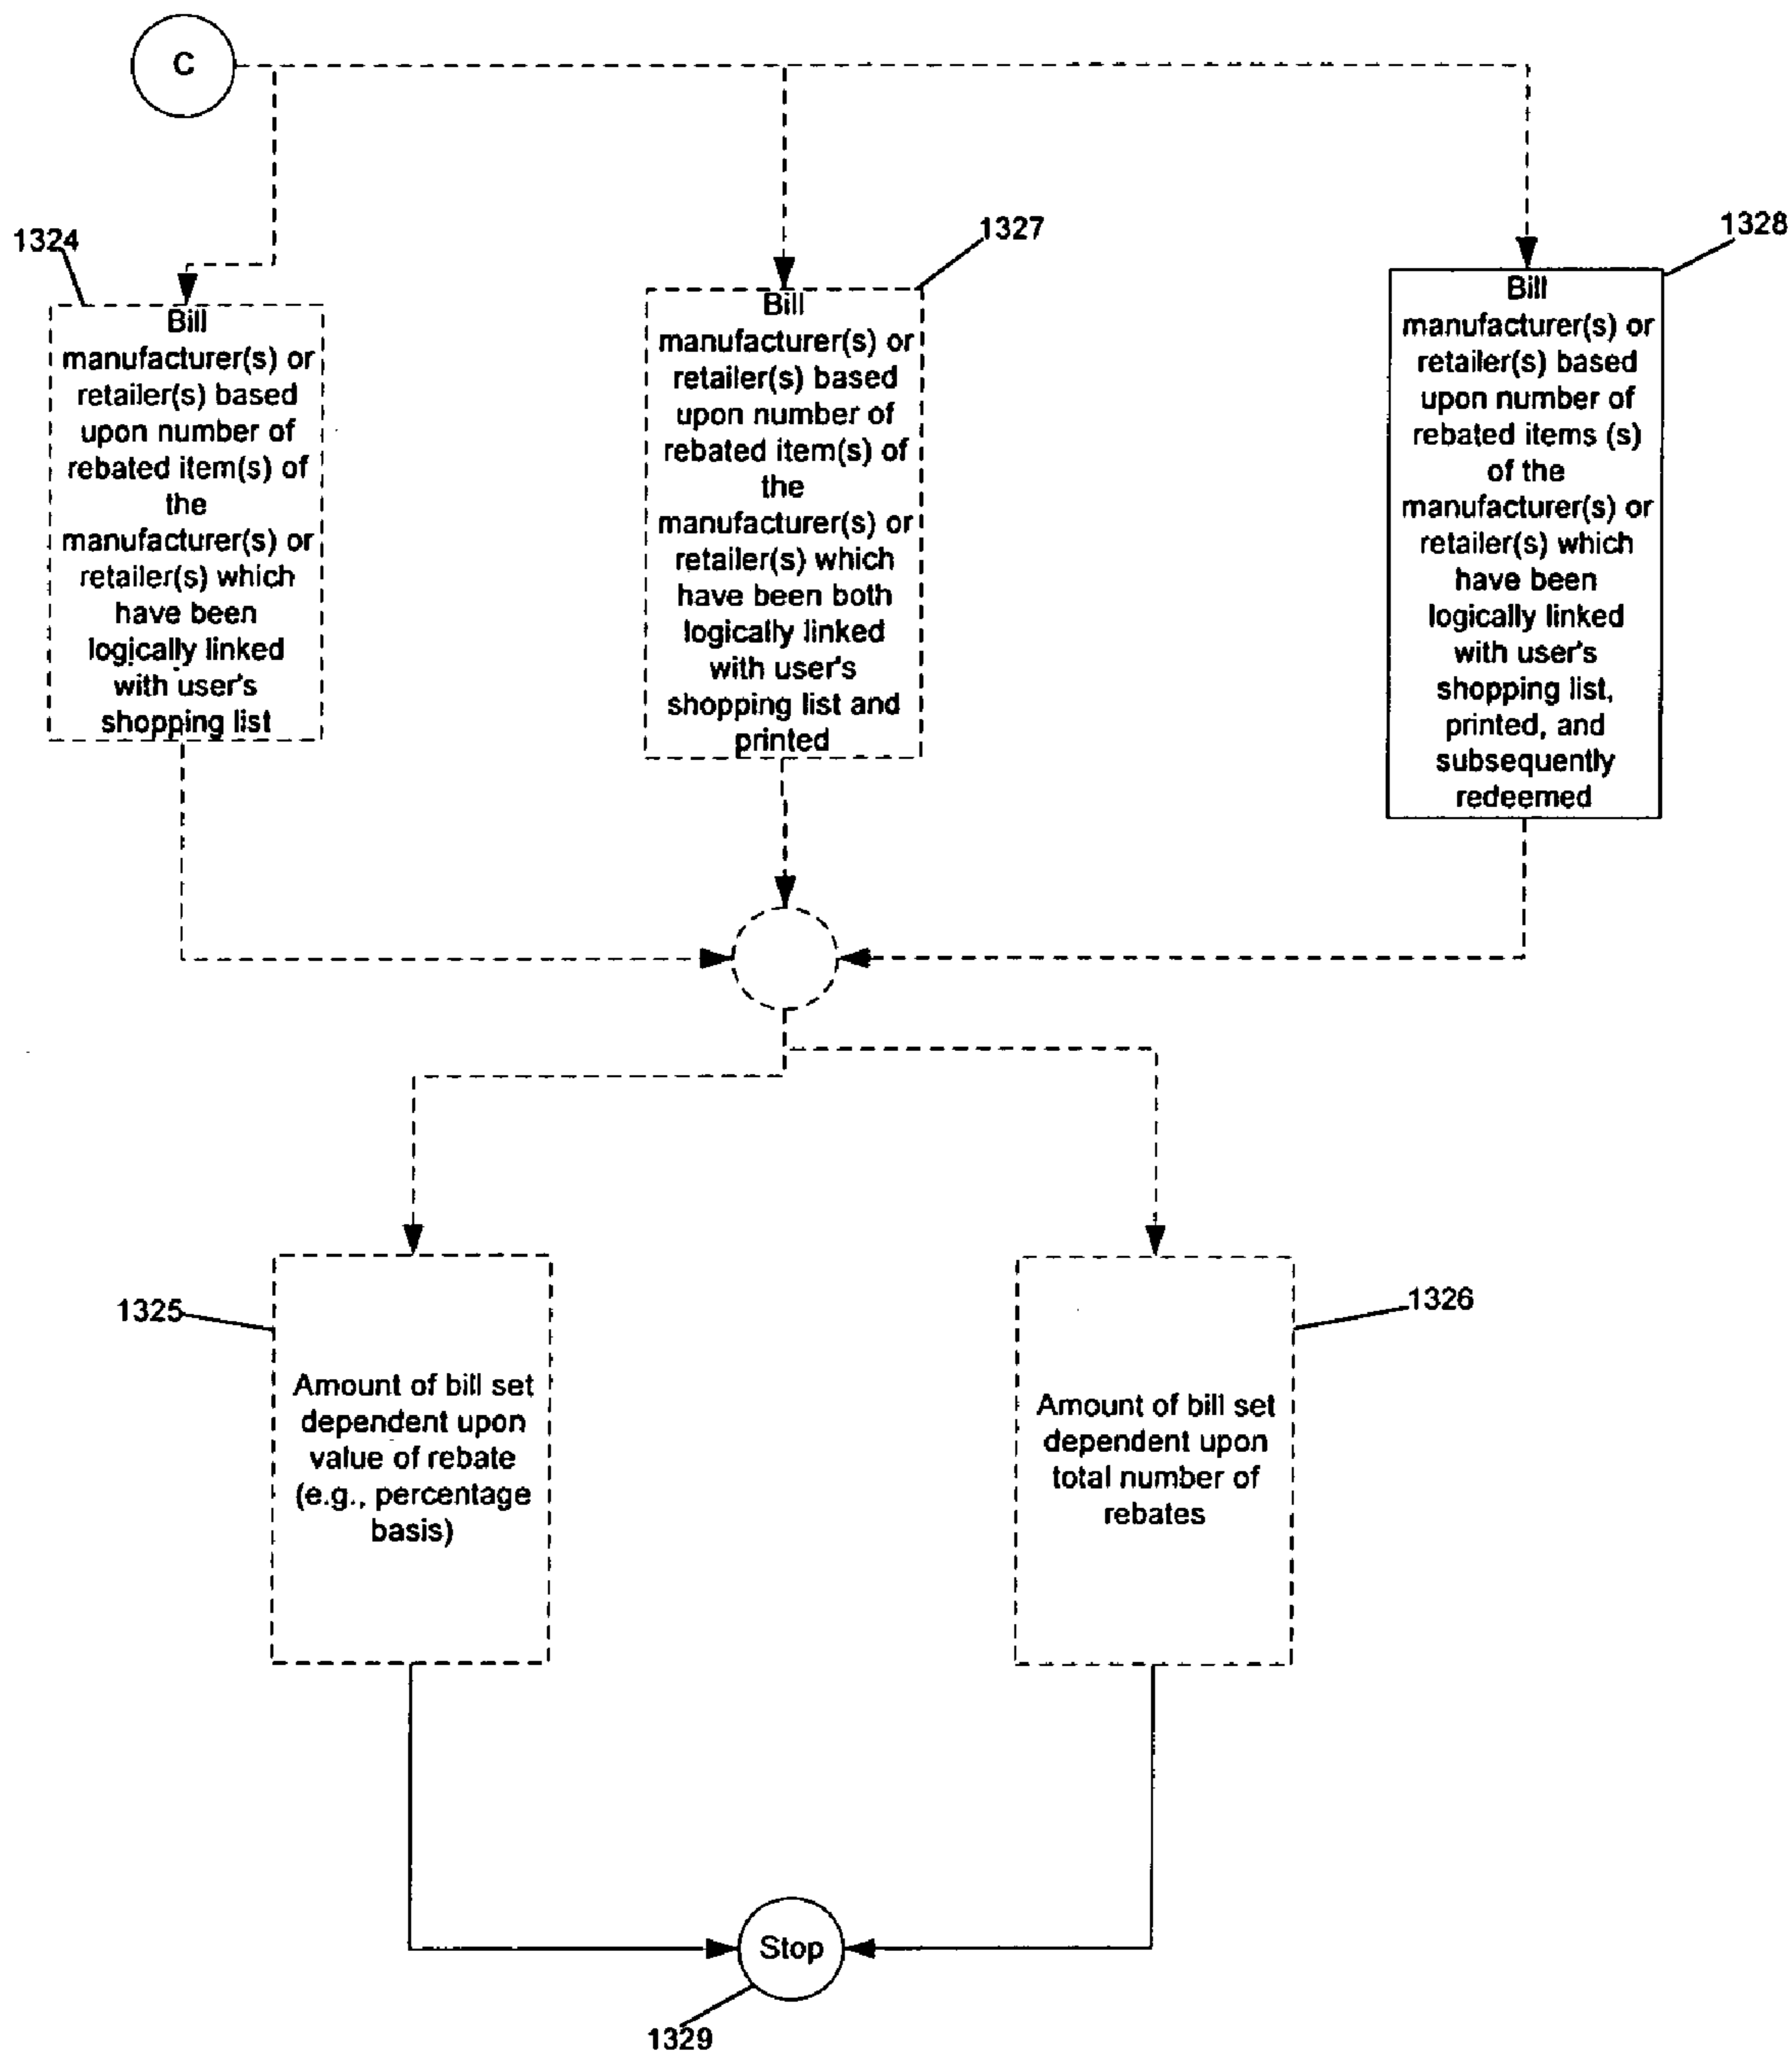 C
1324
1327
1328
Bill
manufacturer(s) or
retailer(s) based
upon number of
rebated item(s) of
the
manufacturer(s) or
retailer(s) which
have been
logically linked
with user's
shopping list
Bill
manufacturer(s) or
retailer(s) based
upon number of
rebated item(s) of
the
manufacturer(s) or
retailer(s) which
have been both
logically linked
with user's
shopping list and
printed
Bill
manufacturer(s) or
retailer(s) based
upon number of
rebated items (s)
of the
manufacturer(s) or
retailer(s) which
have been
logically linked
with user's
shopping list,
printed, and
subsequently
redeemed
1325
1326
Amount of bill set
dependent upon
value of rebate
(e.g., percentage
basis)
Amount of bill set
dependent upon
total number of
rebates
Stop
1329